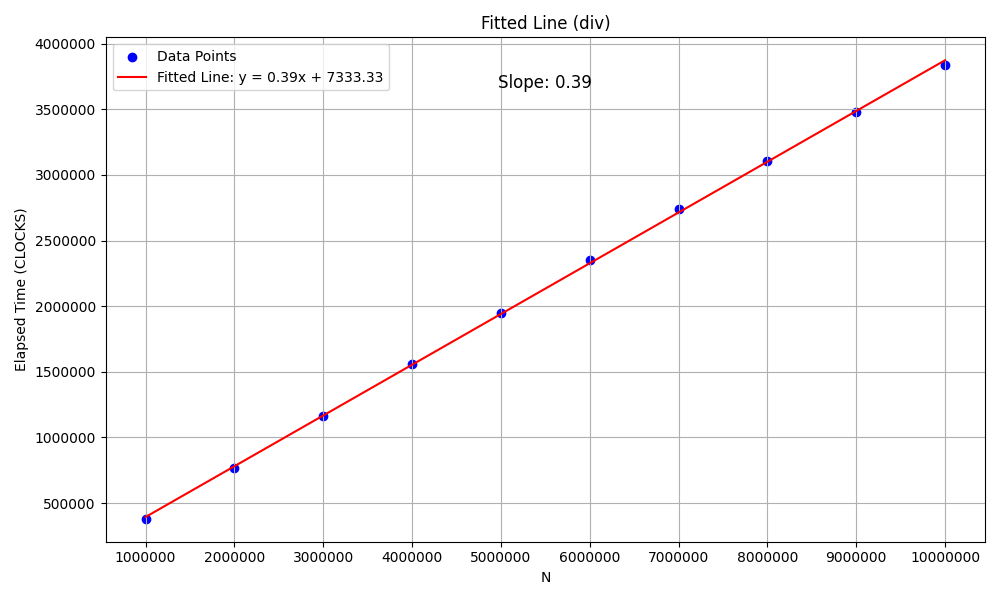 Fitted Line (div)
Data Points
Fitted Line: y = 0.39x + 7333.33
Slope: 0.39
4000000
3500000
3000000
2500000
2000000
1500000
1000000
500000
Elapsed Time (CLOCKS)
1000000 2000000 3000000 4000000 5000000 6000000 7000000 8000000 9000000 10000000
N